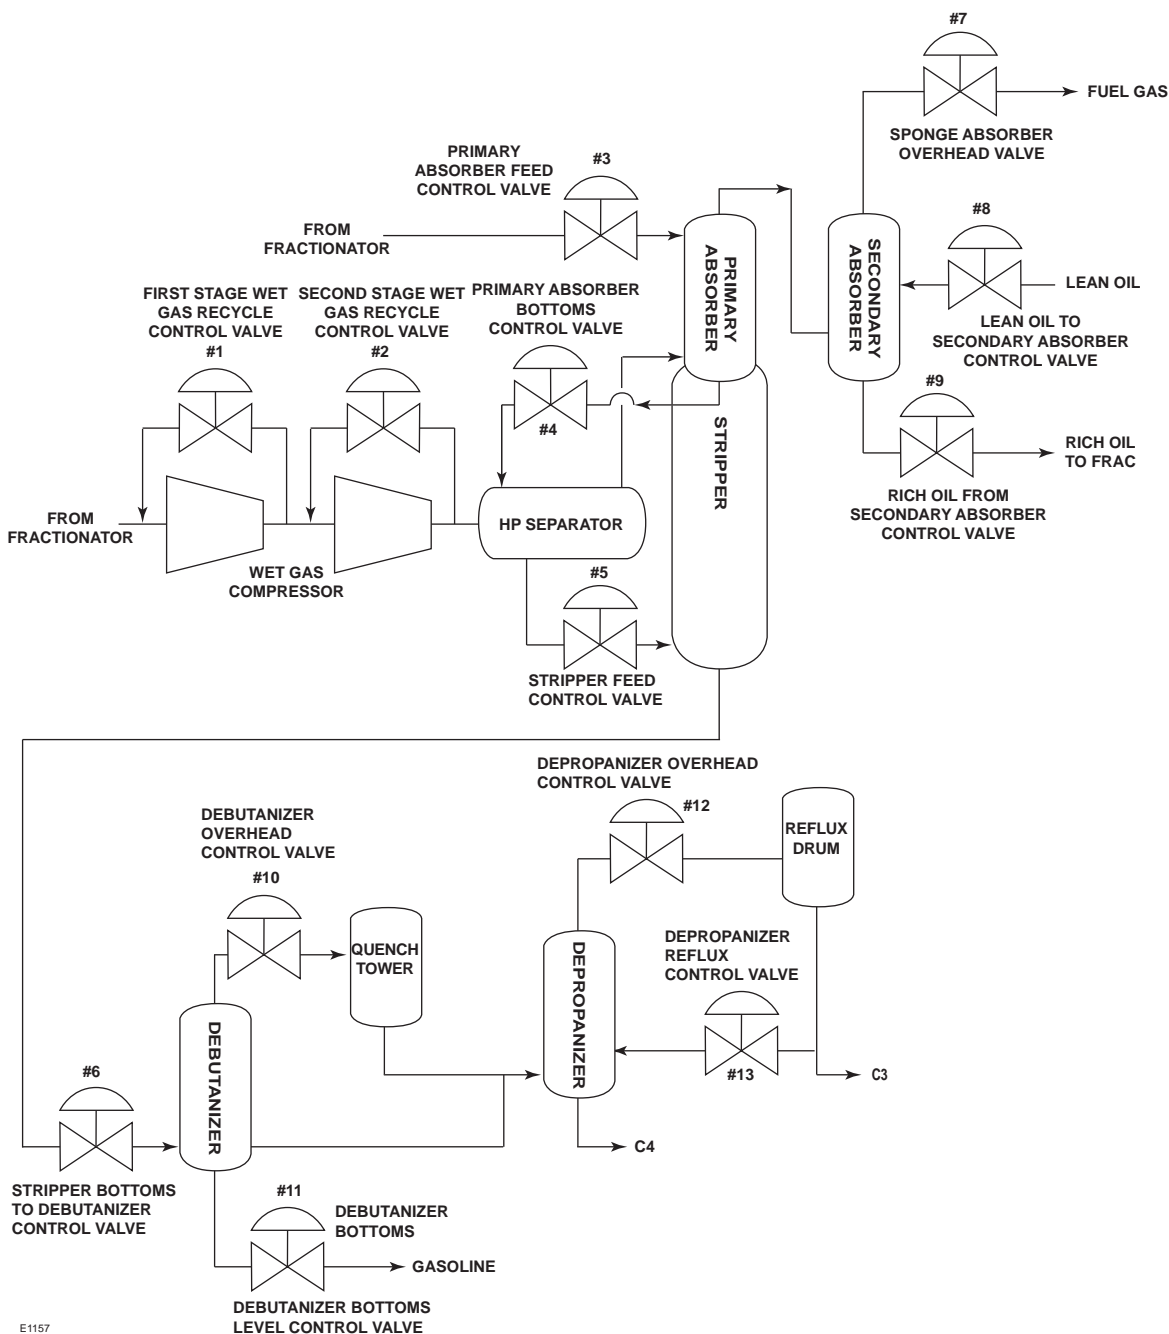 #7
FUEL GAS
SPONGE ABSORBER
OVERHEAD VALVE
PRIMARY
ABSORBER FEED
CONTROL VALVE
#3
FROM
FRACTIONATOR
PRIMARY
ABSORBER
SECONDARY
ABSORBER
#8
LEAN OIL
LEAN OIL TO
SECONDARY ABSORBER
CONTROL VALVE
FIRST STAGE WET
GAS RECYCLE
CONTROL VALVE
#1
SECOND STAGE WET
GAS RECYCLE
CONTROL VALVE
#2
PRIMARY ABSORBER
BOTTOMS
CONTROL VALVE
#4
STRIPPER
#9
RICH OIL
TO FRAC
RICH OIL FROM
SECONDARY ABSORBER
CONTROL VALVE
FROM
FRACTIONATOR
WET GAS
COMPRESSOR
HP SEPARATOR
#5
STRIPPER FEED
CONTROL VALVE
DEPROPANIZER OVERHEAD
CONTROL VALVE
#12
REFLUX
DRUM
DEBUTANIZER
OVERHEAD
CONTROL VALVE
#10
QUENCH
TOWER
DEPROPANIZER
DEPROPANIZER
REFLUX
CONTROL VALVE
#13
C3
C4
DEBUTANIZER
#6
STRIPPER BOTTOMS
TO DEBUTANIZER
CONTROL VALVE
#11
DEBUTANIZER
BOTTOMS
GASOLINE
DEBUTANIZER BOTTOMS
LEVEL CONTROL VALVE
E1157